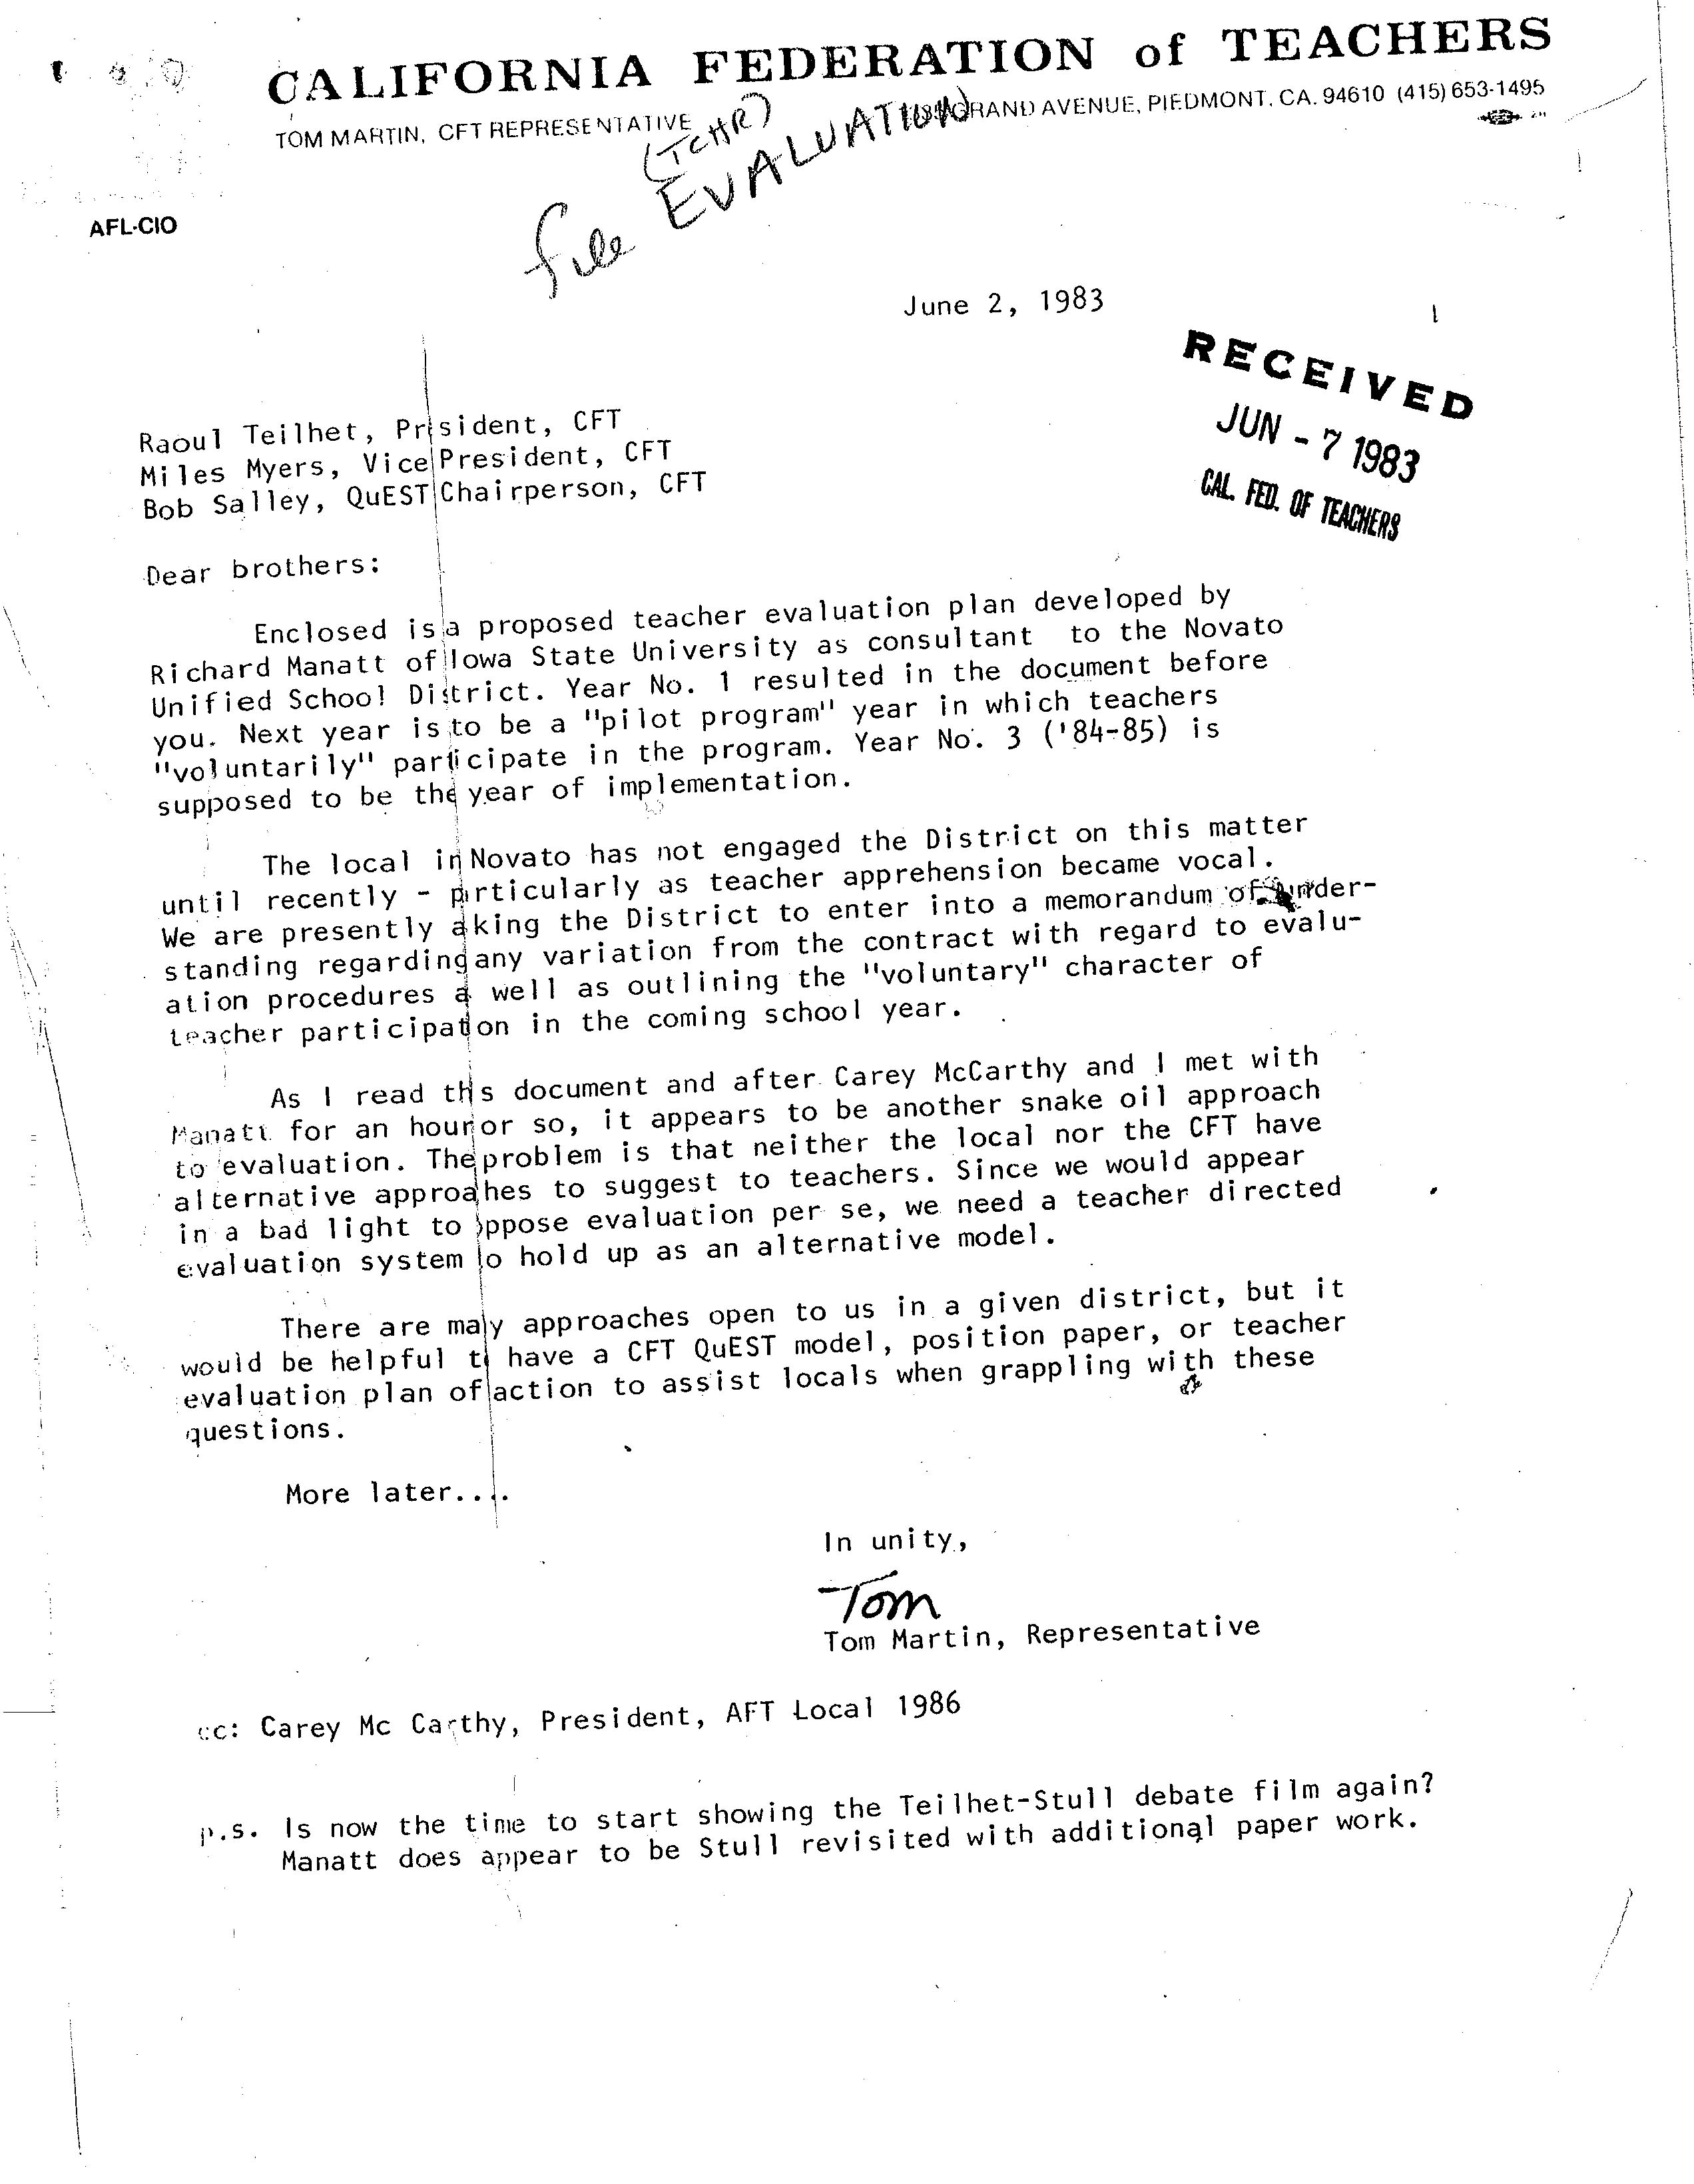 CALIFORNIA FEDERATION of TEACHERS
TOM MARTIN, CFT REPRESENTATIVE GRAND AVENUE, PIEDMONT, CA. 94610 (415) 653-1495
(TCHR)
file EVALUATION
AFL-CIO
June 2, 1983
RECEIVED
JUN - 7 1983
CAL. FED. OF TEACHERS
Raoul Teilhet, Prsident, CFT
Miles Myers, Vice President, CFT
Bob Salley, QuEST Chairperson, CFT
Dear brothers:
Enclosed is a proposed teacher evaluation plan developed by
Richard Manatt of Iowa State University as consultant to the Novato
Unified School District. Year No. 1 resulted in the document before
you. Next year is to be a "pilot program" year in which teachers
"voluntarily" participate in the program. Year No. 3 ('84-85) is
supposed to be the year of implementation.
The local in Novato has not engaged the District on this matter
until recently - prticularly as teacher apprehension became vocal.
We are presently aking the District to enter into a memorandum of under-
standing regarding any variation from the contract with regard to evalu-
ation procedures a well as outlining the "voluntary" character of
teacher participaton in the coming school year.
As I read ths document and after Carey McCarthy and I met with
Manatt for an hour or so, it appears to be another snake oil approach
to evaluation. The problem is that neither the local nor the CFT have
alternative approahes to suggest to teachers. Since we would appear
in a bad light to oppose evaluation per se, we need a teacher directed
evaluation system to hold up as an alternative model.
There are many approaches open to us in a given district, but it
would be helpful to have a CFT QuEST model, position paper, or teacher
evaluation plan of action to assist locals when grappling with these
questions.
More later....
In unity,
Tom
Tom Martin, Representative
cc: Carey Mc Carthy, President, AFT Local 1986
p.s. Is now the time to start showing the Teilhet-Stull debate film again?
Manatt does appear to be Stull revisited with additional paper work.